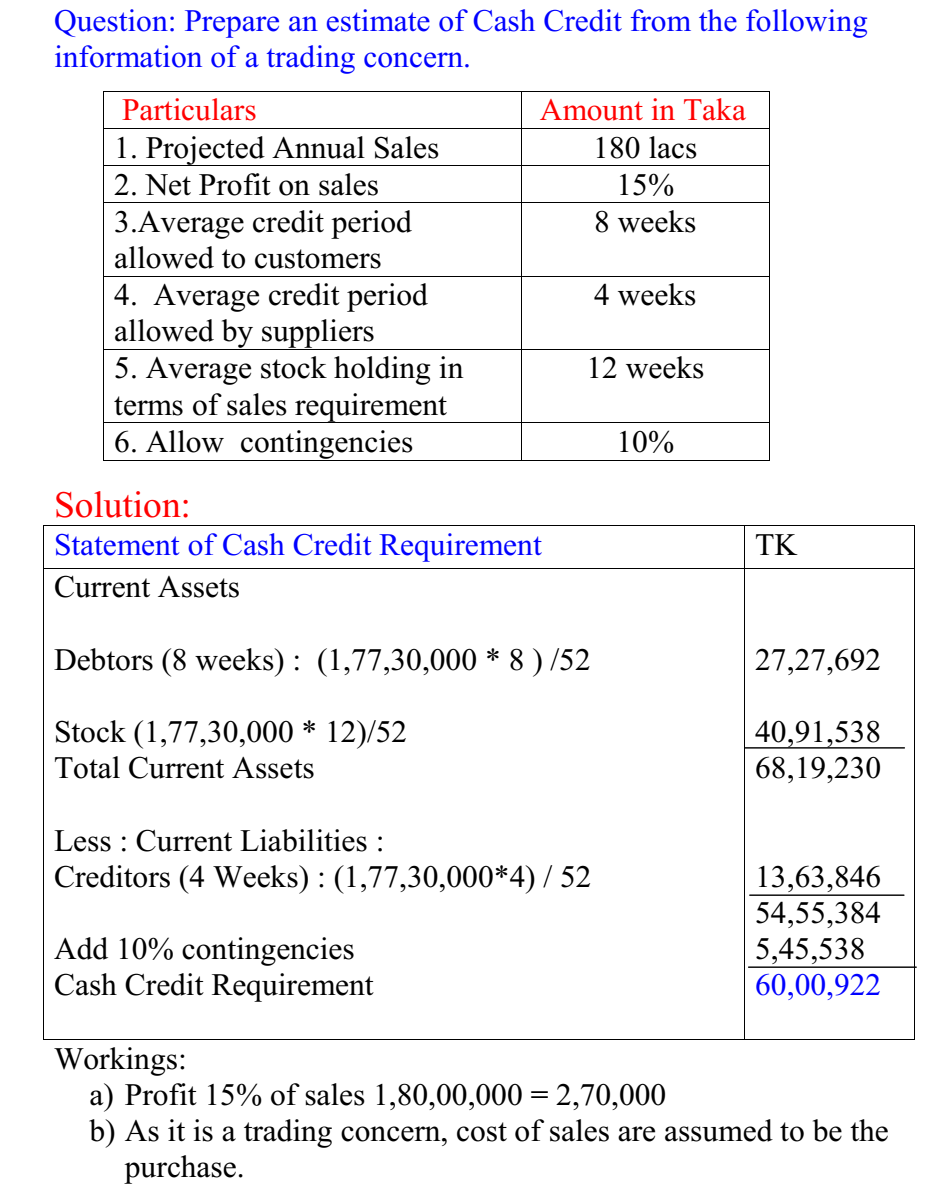 Question: Prepare an estimate of Cash Credit from the following
information of a trading concern.
Particulars Amount in Taka
1. Projected Annual Sales 180 lacs
2. Net Profit on sales 15%
3.Average credit period 8 weeks
allowed to customers
4. Average credit period 4 weeks
allowed by suppliers
5. Average stock holding in 12 weeks
terms of sales requirement
6. Allow contingencies 10%
Solution:
Statement of Cash Credit Requirement TK
Current Assets
Debtors (8 weeks) : (1,77,30,000 * 8 ) /52 27,27,692
Stock (1,77,30,000 * 12)/52 40,91,538
Total Current Assets 68,19,230
Less : Current Liabilities :
Creditors (4 Weeks) : (1,77,30,000*4) / 52 13,63,846
54,55,384
Add 10% contingencies 5,45,538
Cash Credit Requirement 60,00,922
Workings:
a) Profit 15% of sales 1,80,00,000 = 2,70,000
b) As it is a trading concern, cost of sales are assumed to be the
purchase.